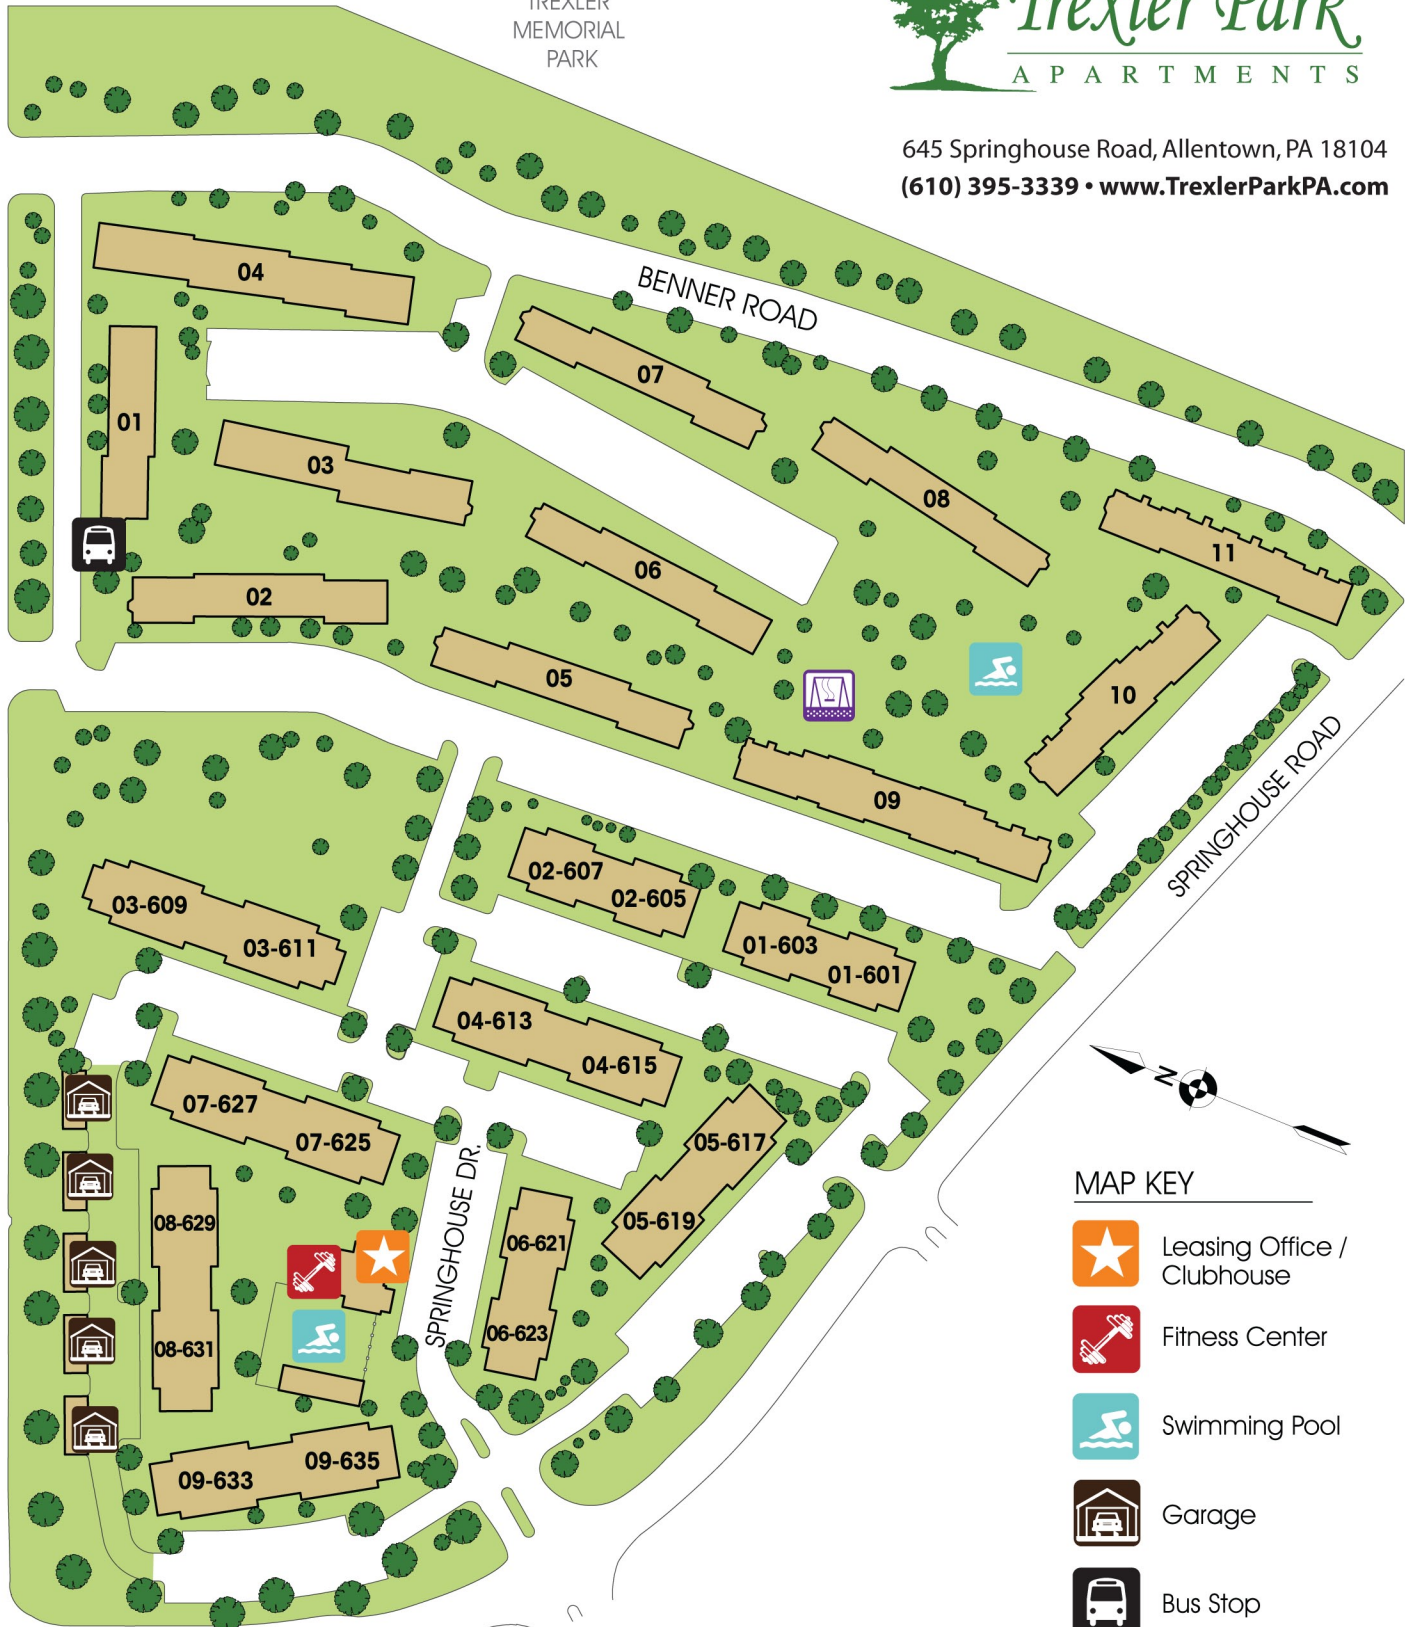 TREXLER
MEMORIAL
PARK
Trexler Park
APARTMENTS
645 Springhouse Road, Allentown, PA 18104
(610) 395-3339 • www.TrexlerParkPA.com
BENNER ROAD
04
07
01
03
08
11
06
02
05
10
09
SPRINGHOUSE ROAD
02-607
02-605
03-609
03-611
01-603
01-601
04-613
04-615
07-627
07-625
05-617
05-619
08-629
08-631
SPRINGHOUSE DR.
06-621
06-623
09-633
09-635
N
MAP KEY
Leasing Office /
Clubhouse
Fitness Center
Swimming Pool
Garage
Bus Stop